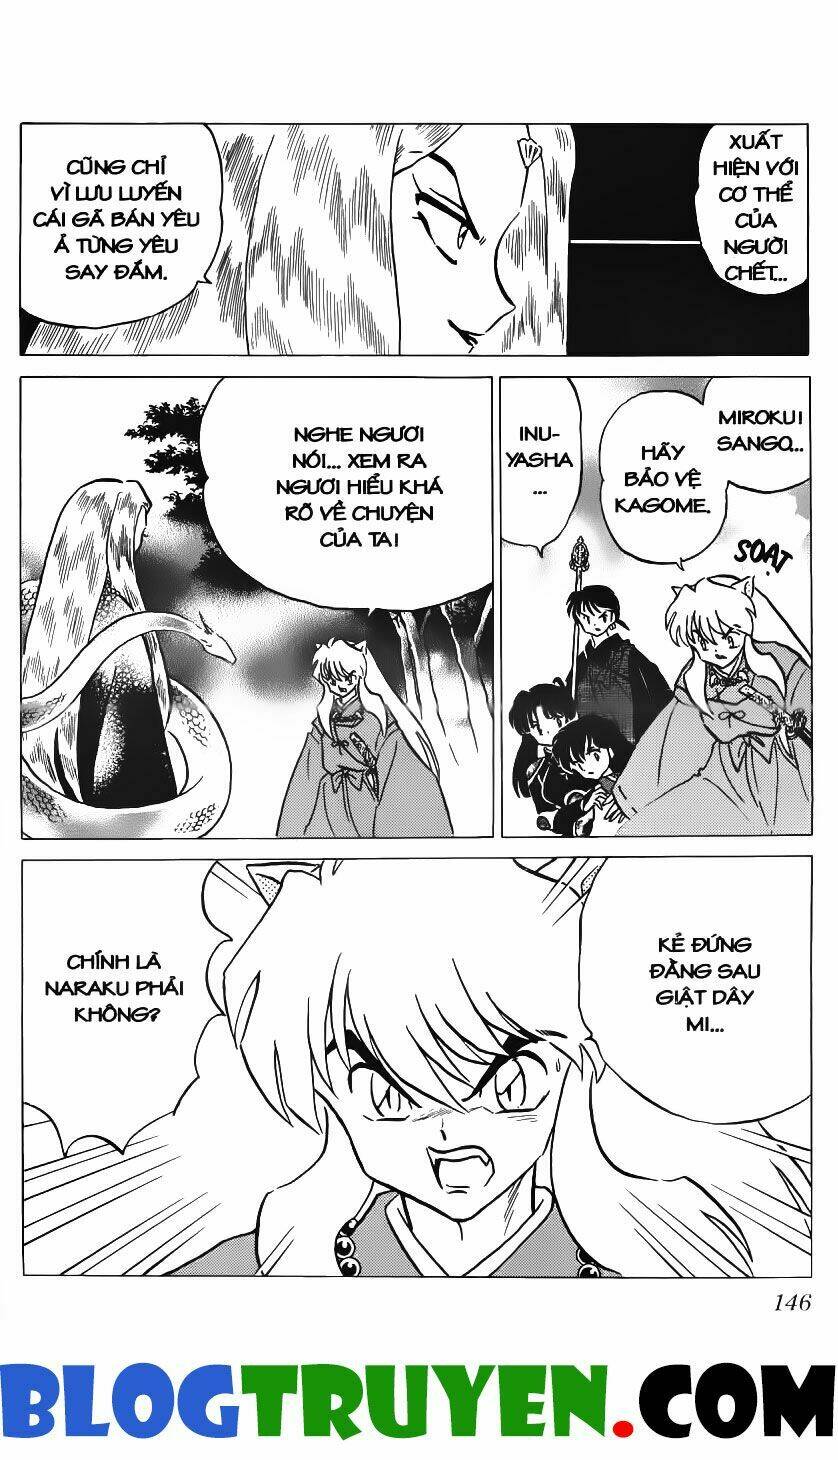 XUẤT
HIỆN VỚI
CƠ THỂ
CỦA
NGƯỜI
CHẾT...
CŨNG CHỈ
VÌ LƯU LUYẾN
CÁI GÃ BÁN YÊU
Ả TỪNG YÊU
SAY ĐẮM.
MIROKU!
SANGO...
HÃY
BẢO VỆ
KAGOME.
INU-
YASHA
...
SOẠT
NGHE NGƯƠI
NÓI... XEM RA
NGƯƠI HIỂU KHÁ
RÕ VỀ CHUYỆN
CỦA TA!
KẺ ĐỨNG
ĐẰNG SAU
GIẬT DÂY
MI...
CHÍNH LÀ
NARAKU PHẢI
KHÔNG?
146
BLOGTRUYEN.COM